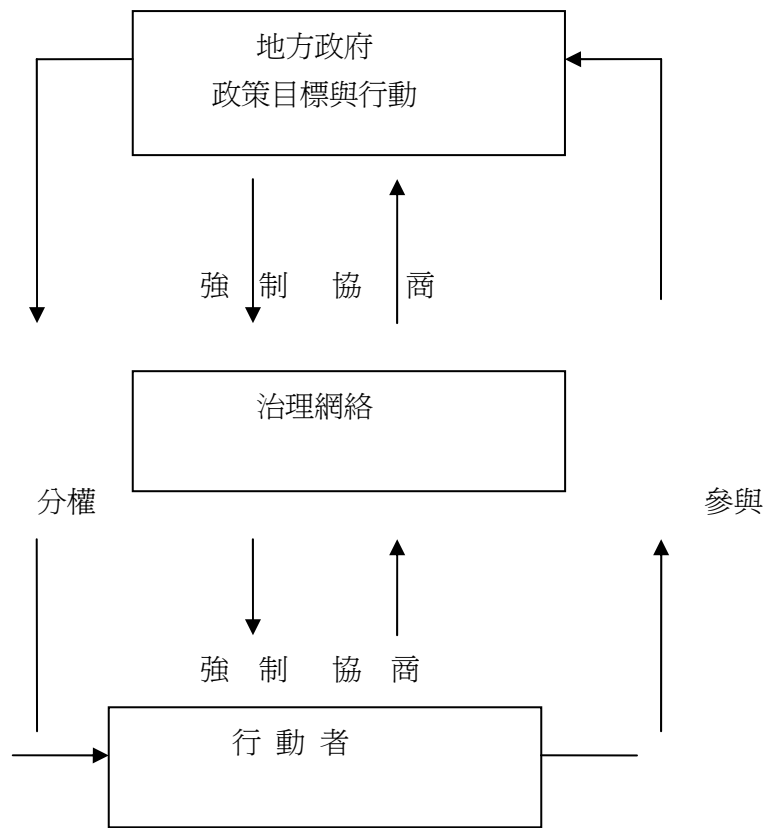 地方政府
政策目標與行動
強 制 協 商
治理網絡
分權 參與
強 制 協 商
行 動 者